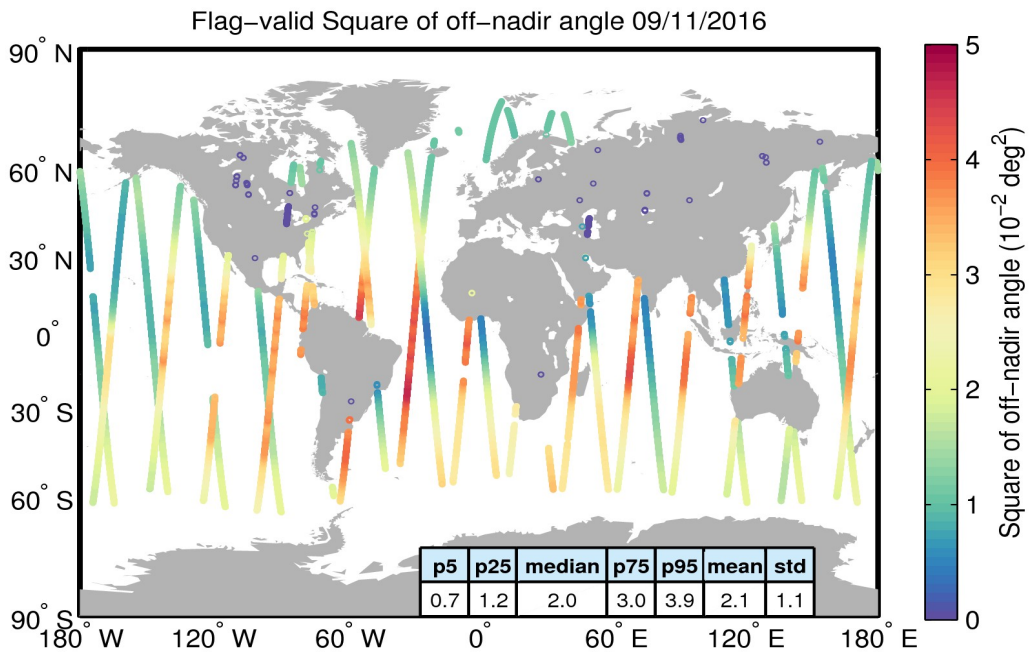 Flag−valid Square of off−nadir angle 09/11/2016
90° N
60° N
30° N
0°
30° S
60° S
90° S
180° W
120° W
60° W
0°
60° E
120° E
180° E
p5 p25 median p75 p95 mean std
0.7 1.2 2.0 3.0 3.9 2.1 1.1
5
4
3
2
1
0
Square of off−nadir angle (10⁻² deg²)